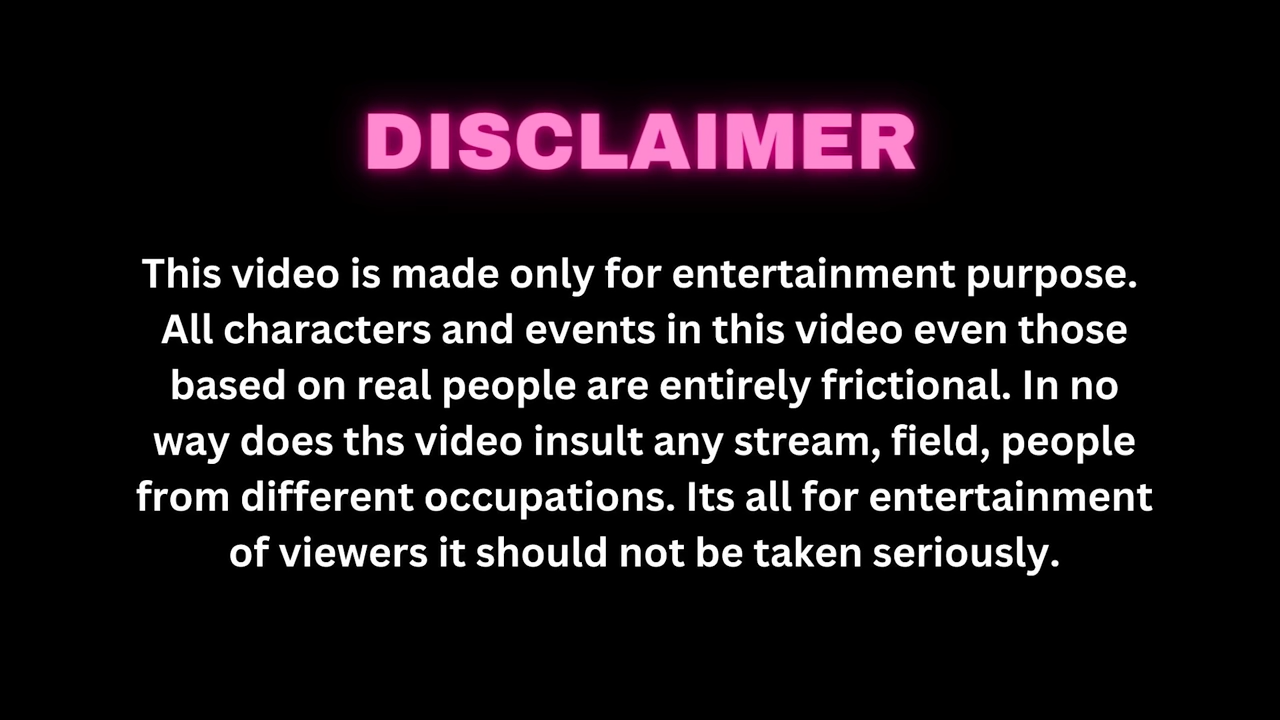 DISCLAIMER
This video is made only for entertainment purpose.
All characters and events in this video even those
based on real people are entirely frictional. In no
way does ths video insult any stream, field, people
from different occupations. Its all for entertainment
of viewers it should not be taken seriously.